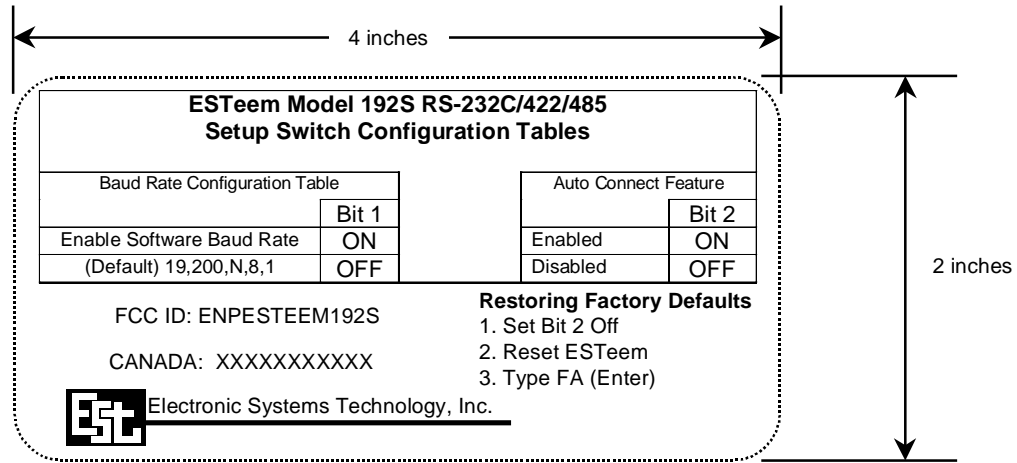 4 inches
ESTeem Model 192S RS-232C/422/485
Setup Switch Configuration Tables
Baud Rate Configuration Table
Bit 1
Enable Software Baud Rate ON
(Default) 19,200,N,8,1 OFF
Auto Connect Feature
Bit 2
Enabled ON
Disabled OFF
2 inches
FCC ID: ENPESTEEM192S
CANADA: XXXXXXXXXXX
Restoring Factory Defaults
1. Set Bit 2 Off
2. Reset ESTeem
3. Type FA (Enter)
ESt
Electronic Systems Technology, Inc.